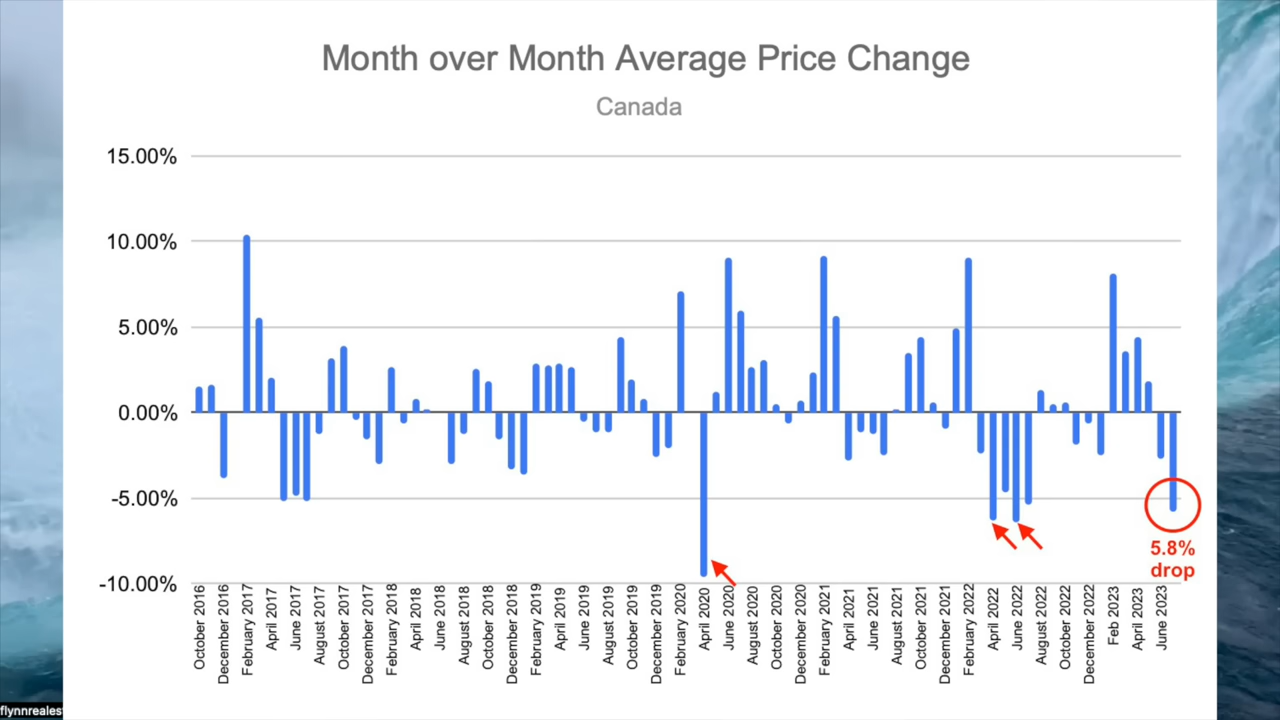 Month over Month Average Price Change
Canada
15.00%
10.00%
5.00%
0.00%
-5.00%
-10.00%
5.8%
drop
October 2016
December 2016
February 2017
April 2017
June 2017
August 2017
October 2017
December 2017
February 2018
April 2018
June 2018
August 2018
October 2018
December 2018
February 2019
April 2019
June 2019
August 2019
October 2019
December 2019
February 2020
April 2020
June 2020
August 2020
October 2020
December 2020
February 2021
April 2021
June 2021
August 2021
October 2021
December 2021
February 2022
April 2022
June 2022
August 2022
October 2022
December 2022
Feb 2023
April 2023
June 2023